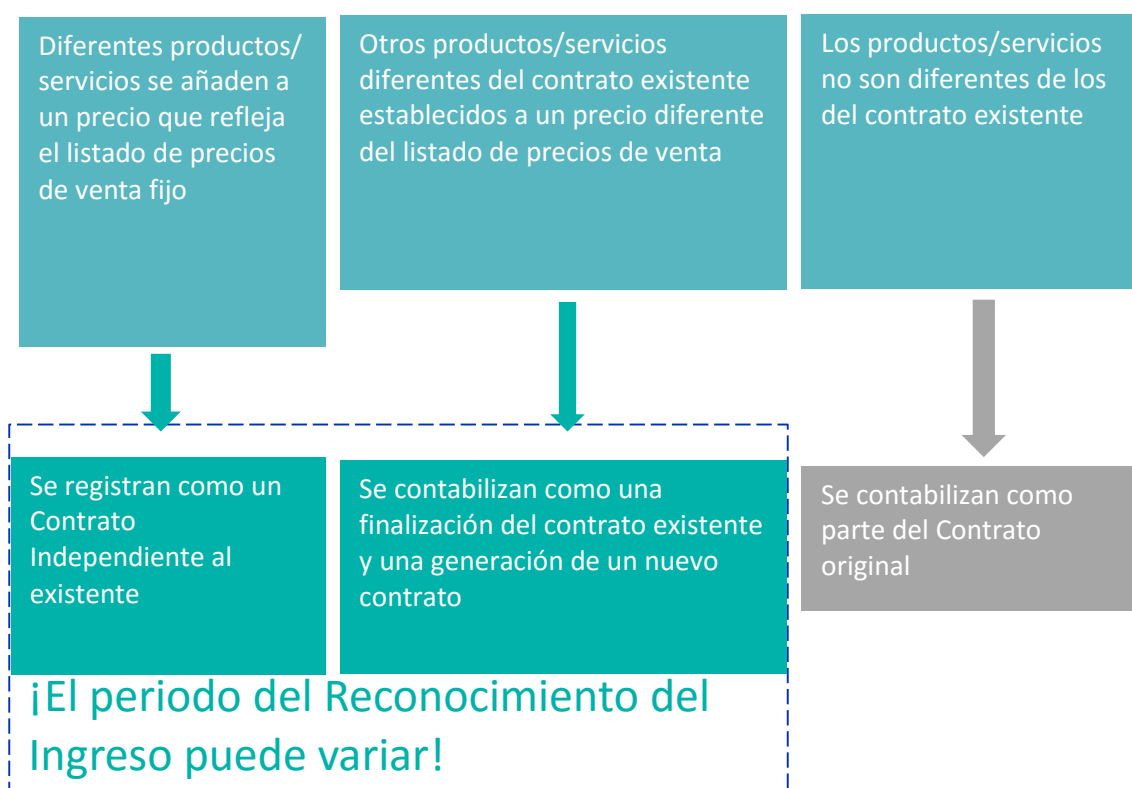 Diferentes productos/
servicios se añaden a
un precio que refleja
el listado de precios
de venta fijo
Otros productos/servicios
diferentes del contrato existente
establecidos a un precio diferente
del listado de precios de venta
Los productos/servicios
no son diferentes de los
del contrato existente
Se registran como un
Contrato
Independiente al
existente
Se contabilizan como una
finalización del contrato existente
y una generación de un nuevo
contrato
Se contabilizan como
parte del Contrato
original
¡El periodo del Reconocimiento del
Ingreso puede variar!